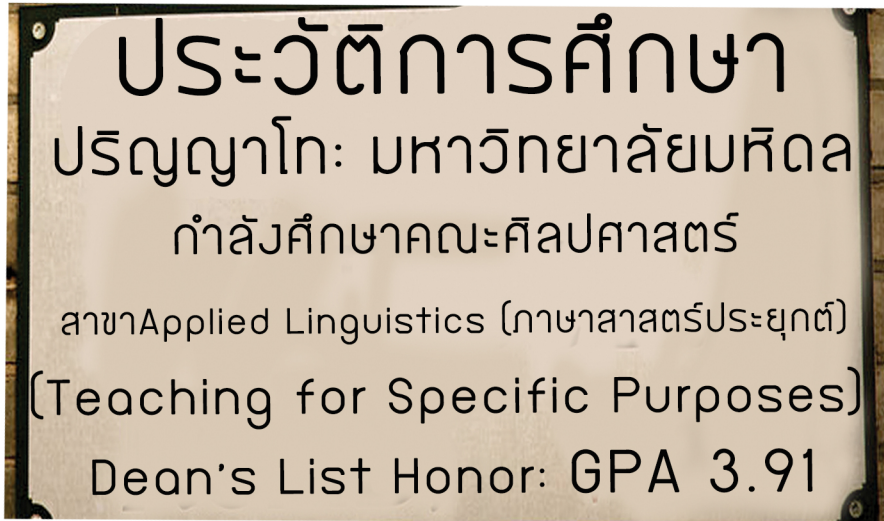 ประวัติการศึกษา
ปริญญาโท: มหาวิทยาลัยมหิดล
กำลังศึกษาคณะศิลปศาสตร์
สาขาApplied Linguistics (ภาษาสาสตร์ประยุกต์)
(Teaching for Specific Purposes)
Dean's List Honor: GPA 3.91